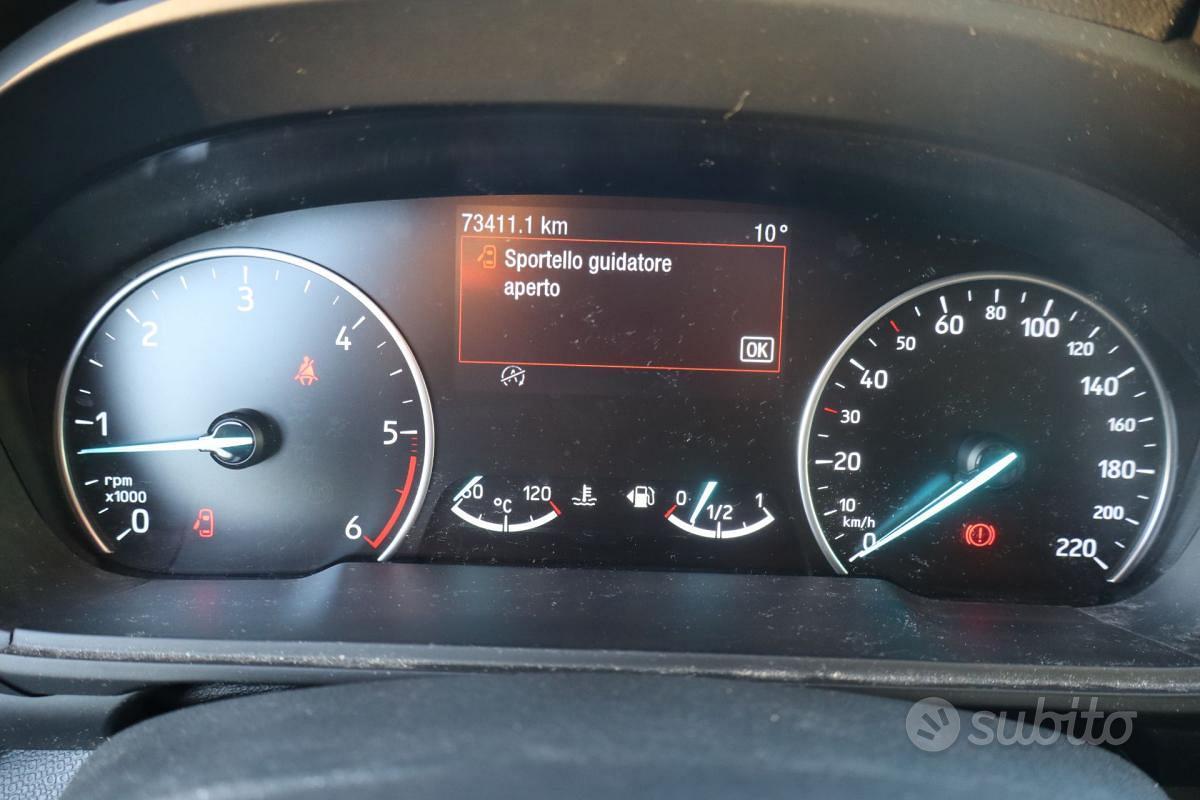 73411.1 km 10°
Sportello guidatore
aperto
OK
0 1 2 3 4 5 6
rpm
x1000
60 °C 120
0 1/2 1
0 10 20 30 40 50 60 80 100 120 140 160 180 200 220
km/h
subito